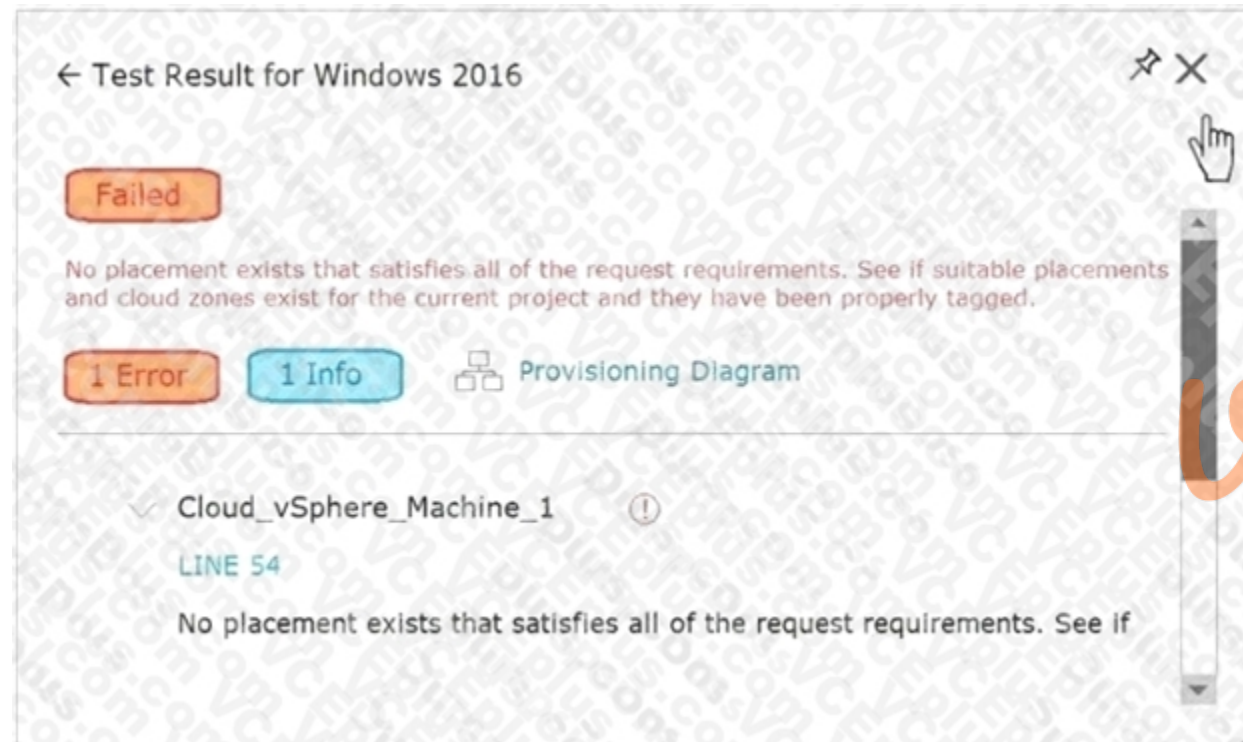 ← Test Result for Windows 2016
Failed
No placement exists that satisfies all of the request requirements. See if suitable placements
and cloud zones exist for the current project and they have been properly tagged.
1 Error 1 Info Provisioning Diagram
Cloud_vSphere_Machine_1
LINE 54
No placement exists that satisfies all of the request requirements. See if